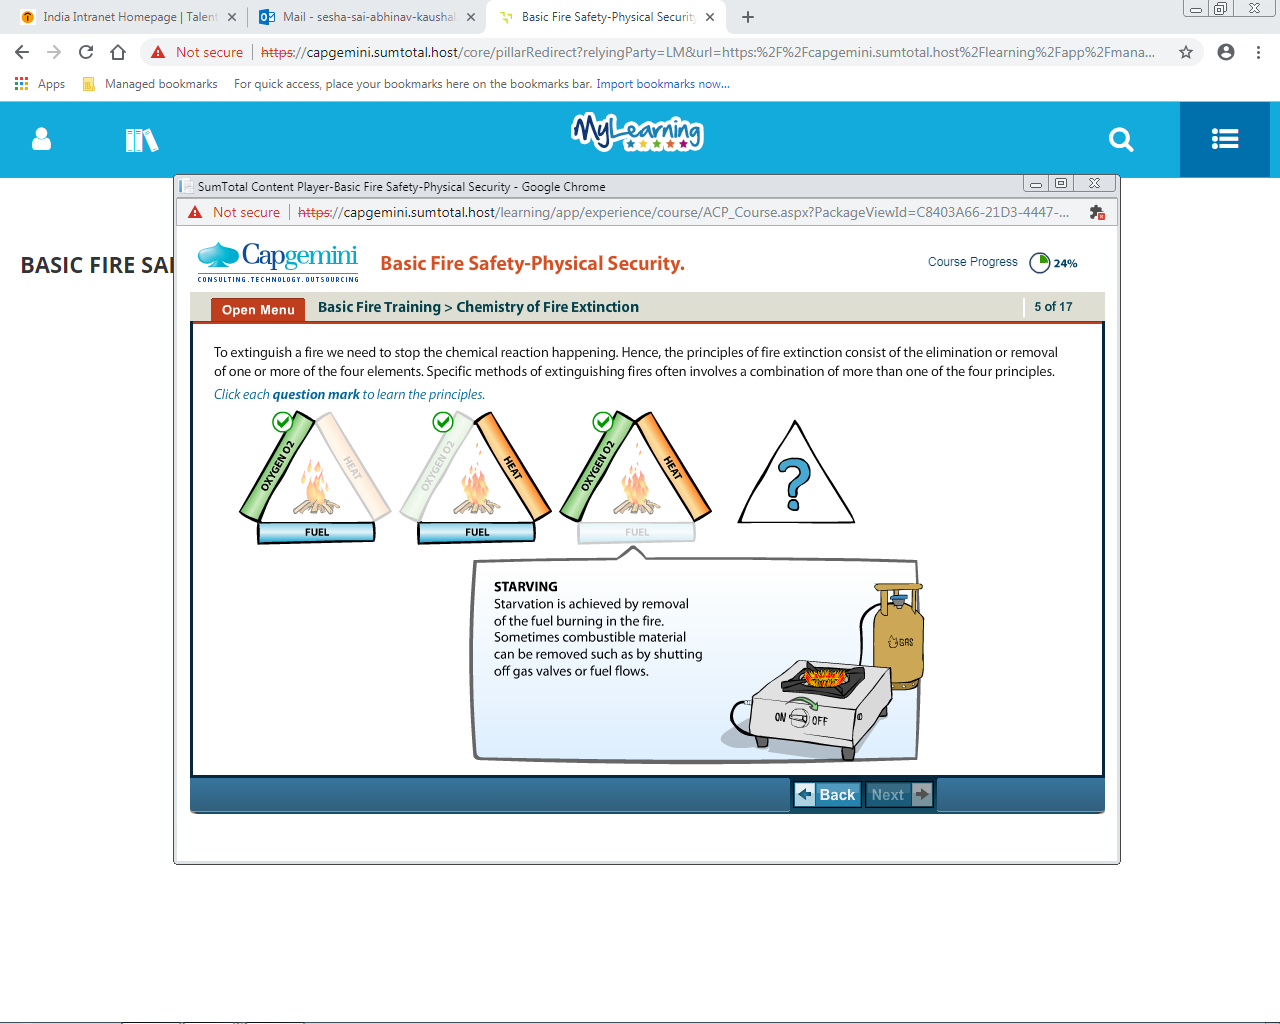 India Intranet Homepage | Talent
Mail - sesha-sai-abhinav-kaushal
Basic Fire Safety-Physical Security
Not secure
https://capgemini.sumtotal.host/core/pillarRedirect?relyingParty=LM&url=https:%2F%2Fcapgemini.sumtotal.host%2Flearning%2Fapp%2Fmana...
Apps
Managed bookmarks
For quick access, place your bookmarks here on the bookmarks bar. Import bookmarks now...
MyLearning
SumTotal Content Player-Basic Fire Safety-Physical Security - Google Chrome
Not secure
https://capgemini.sumtotal.host/learning/app/experience/course/ACP_Course.aspx?PackageViewId=C8403A66-21D3-4447-...
BASIC FIRE SA
Capgemini
CONSULTING.TECHNOLOGY.OUTSOURCING
Basic Fire Safety-Physical Security.
Course Progress
24%
Open Menu
Basic Fire Training > Chemistry of Fire Extinction
5 of 17
To extinguish a fire we need to stop the chemical reaction happening. Hence, the principles of fire extinction consist of the elimination or removal
of one or more of the four elements. Specific methods of extinguishing fires often involves a combination of more than one of the four principles.
Click each question mark to learn the principles.
OXYGEN O2
HEAT
FUEL
OXYGEN O2
HEAT
FUEL
OXYGEN O2
HEAT
FUEL
?
STARVING
Starvation is achieved by removal
of the fuel burning in the fire.
Sometimes combustible material
can be removed such as by shutting
off gas valves or fuel flows.
GAS
ON
OFF
Back
Next